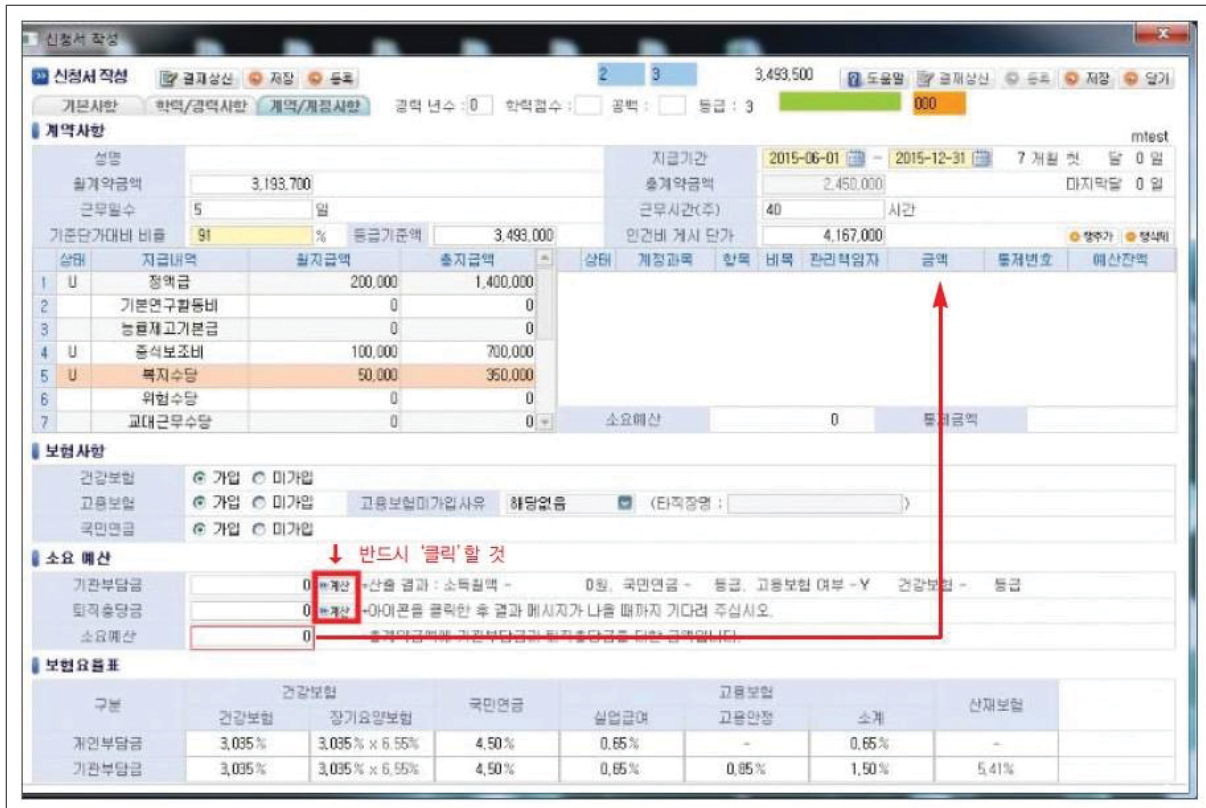 신청서 작성
신청서 작성 결재상신 저장 등록 2 3 3,493,500 도움말 결재상신 등록 저장 닫기
기본사항 학력/경력사항 계약/계정사항 경력 년수 : 0 학력점수 : 공백 : 등급 : 3 000
계약사항 mtest
성명 지급기간 2015-06-01 ~ 2015-12-31 7 개월 첫 달 0 일
월계약금액 3,193,700 총계약금액 2,450,000 마지막달 0 일
근무일수 5 일 근무시간(주) 40 시간
기준단가대비 비율 91 % 등급기준액 3,493,000 인건비 게시 단가 4,167,000 행추가 행삭제
상태 지급내역 월지급액 총지급액 상태 계정과목 항목 비목 관리책임자 금액 통제번호 예산잔액
1 U 정액급 200,000 1,400,000
2 기본연구활동비 0 0
3 능률제고기본급 0 0
4 U 중식보조비 100,000 700,000
5 U 복지수당 50,000 350,000
6 위험수당 0 0
7 교대근무수당 0 0 소요예산 0 통제금액
보험사항
건강보험 가입 미가입
고용보험 가입 미가입 고용보험미가입사유 해당없음 (타직장명 : )
국민연금 가입 미가입
소요 예산 ↓ 반드시 '클릭'할 것
기관부담금 0 계산 *산출 결과 : 소득월액 - 0원, 국민연금 - 등급, 고용보험 여부 - Y 건강보험 - 등급
퇴직충당금 0 계산 *아이콘을 클릭한 후 결과 메시지가 나올 때까지 기다려 주십시오.
소요예산 0 총계약금액에 기관부담금과 퇴직충당금을 더한 금액입니다.
보험요율표
구분 건강보험 국민연금 고용보험 산재보험
건강보험 장기요양보험 실업급여 고용안정 소계
개인부담금 3,035% 3,035% x 6.55% 4,50% 0,65% - 0,65% -
기관부담금 3,035% 3,035% x 6,55% 4,50% 0,65% 0,85% 1,50% 5,41%